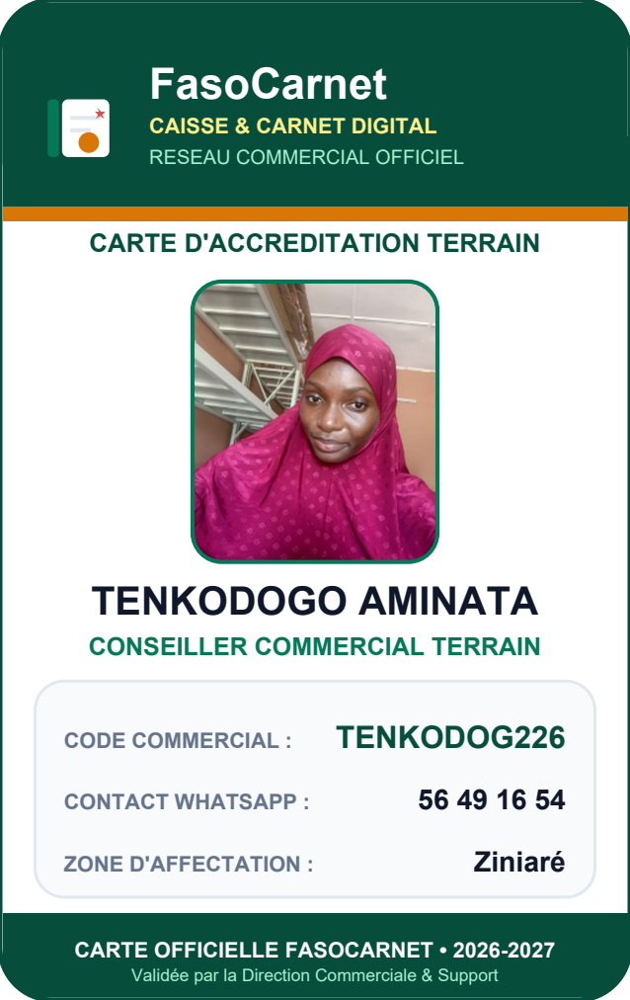 FasoCarnet
CAISSE & CARNET DIGITAL
RESEAU COMMERCIAL OFFICIEL
CARTE D'ACCREDITATION TERRAIN
TENKODOGO AMINATA
CONSEILLER COMMERCIAL TERRAIN
CODE COMMERCIAL : TENKODOG226
CONTACT WHATSAPP : 56 49 16 54
ZONE D'AFFECTATION : Ziniaré
CARTE OFFICIELLE FASOCARNET • 2026-2027
Validée par la Direction Commerciale & Support